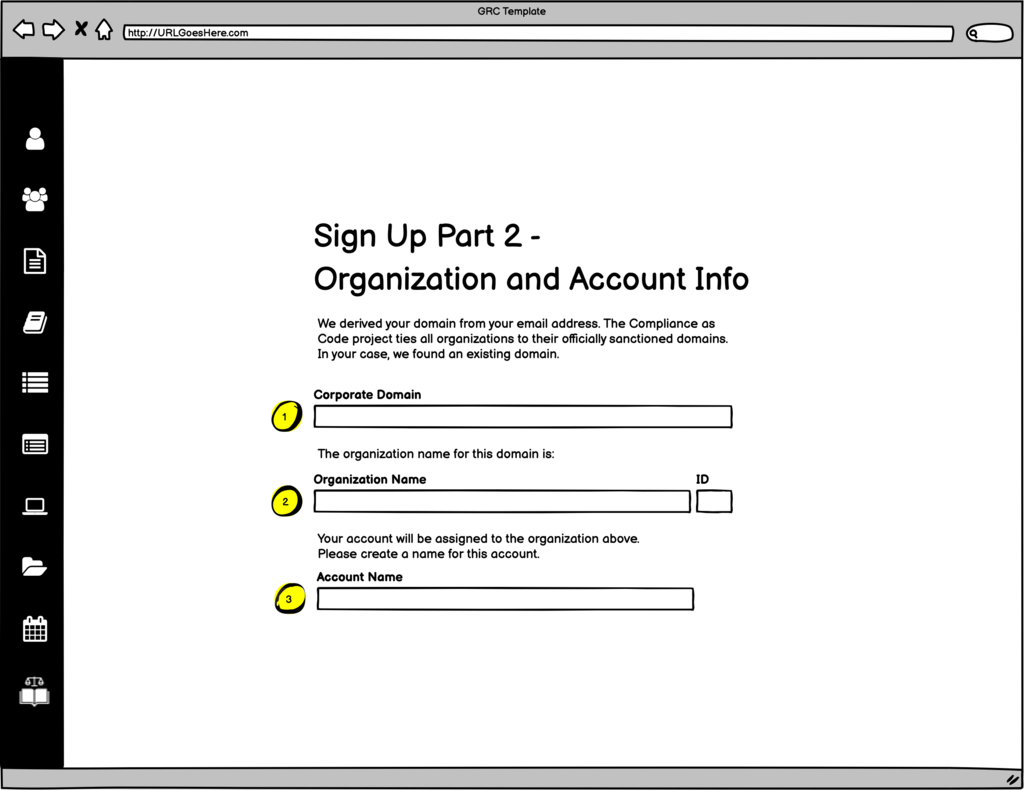 GRC Template
http://URLGoesHere.com
Sign Up Part 2 -
Organization and Account Info
We derived your domain from your email address. The Compliance as
Code project ties all organizations to their officially sanctioned domains.
In your case, we found an existing domain.
Corporate Domain
1
The organization name for this domain is:
Organization Name ID
2
Your account will be assigned to the organization above.
Please create a name for this account.
Account Name
3